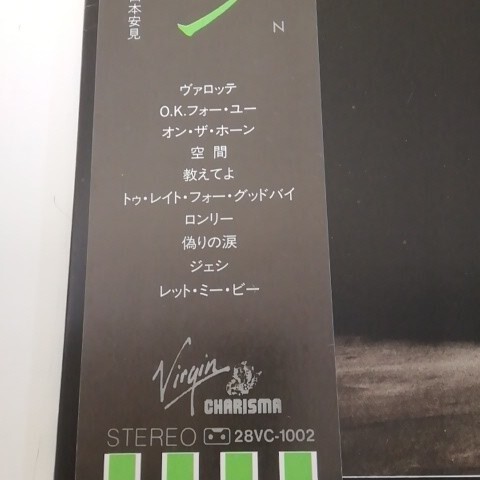 本安見
N
ヴァロッテ
O.K.フォー・ユー
オン・ザ・ホーン
空間
教えてよ
トゥ・レイト・フォー・グッドバイ
ロンリー
偽りの涙
ジェシ
レット・ミー・ビー
Virgin
CHARISMA
STEREO 28VC-1002